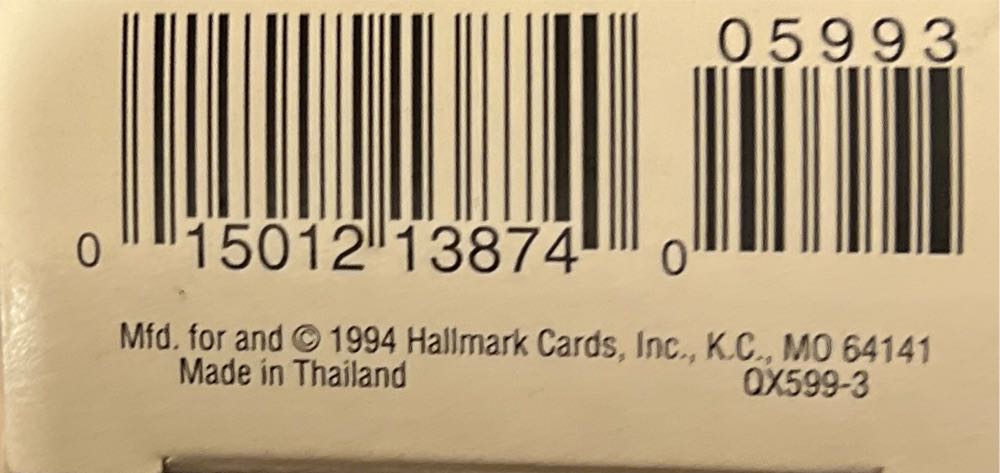 05993
0 15012 13874 0
Mfd. for and © 1994 Hallmark Cards, Inc., K.C., MO 64141
Made in Thailand QX599-3